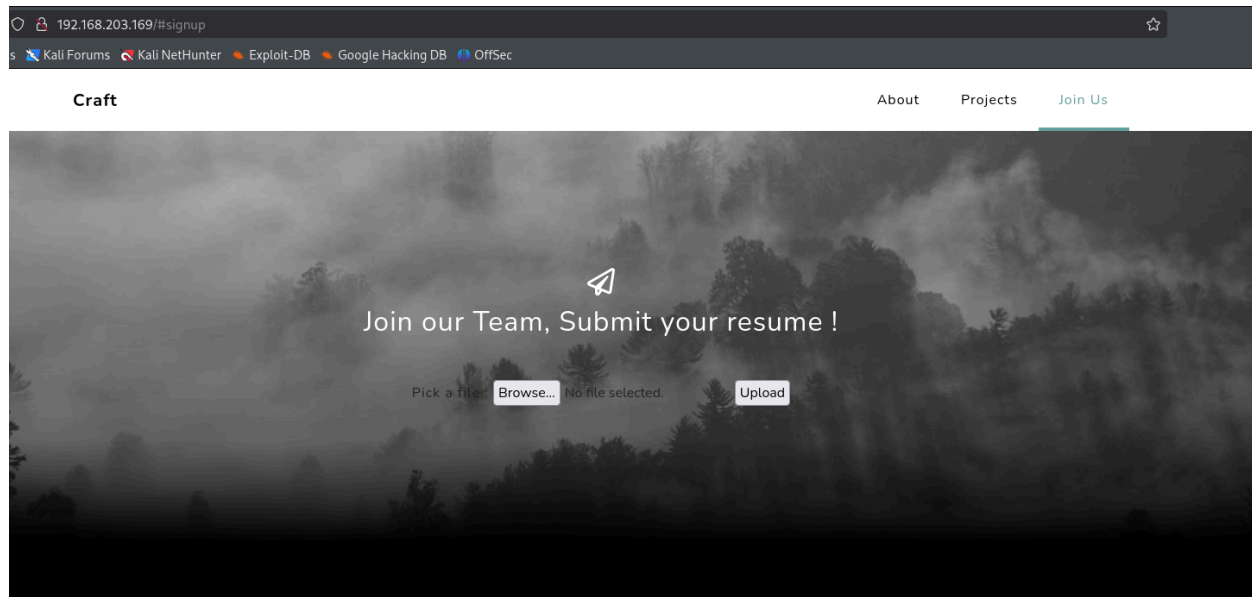 192.168.203.169/#signup
s Kali Forums Kali NetHunter Exploit-DB Google Hacking DB OffSec
Craft About Projects Join Us
Join our Team, Submit your resume !
Pick a file : Browse... No file selected. Upload